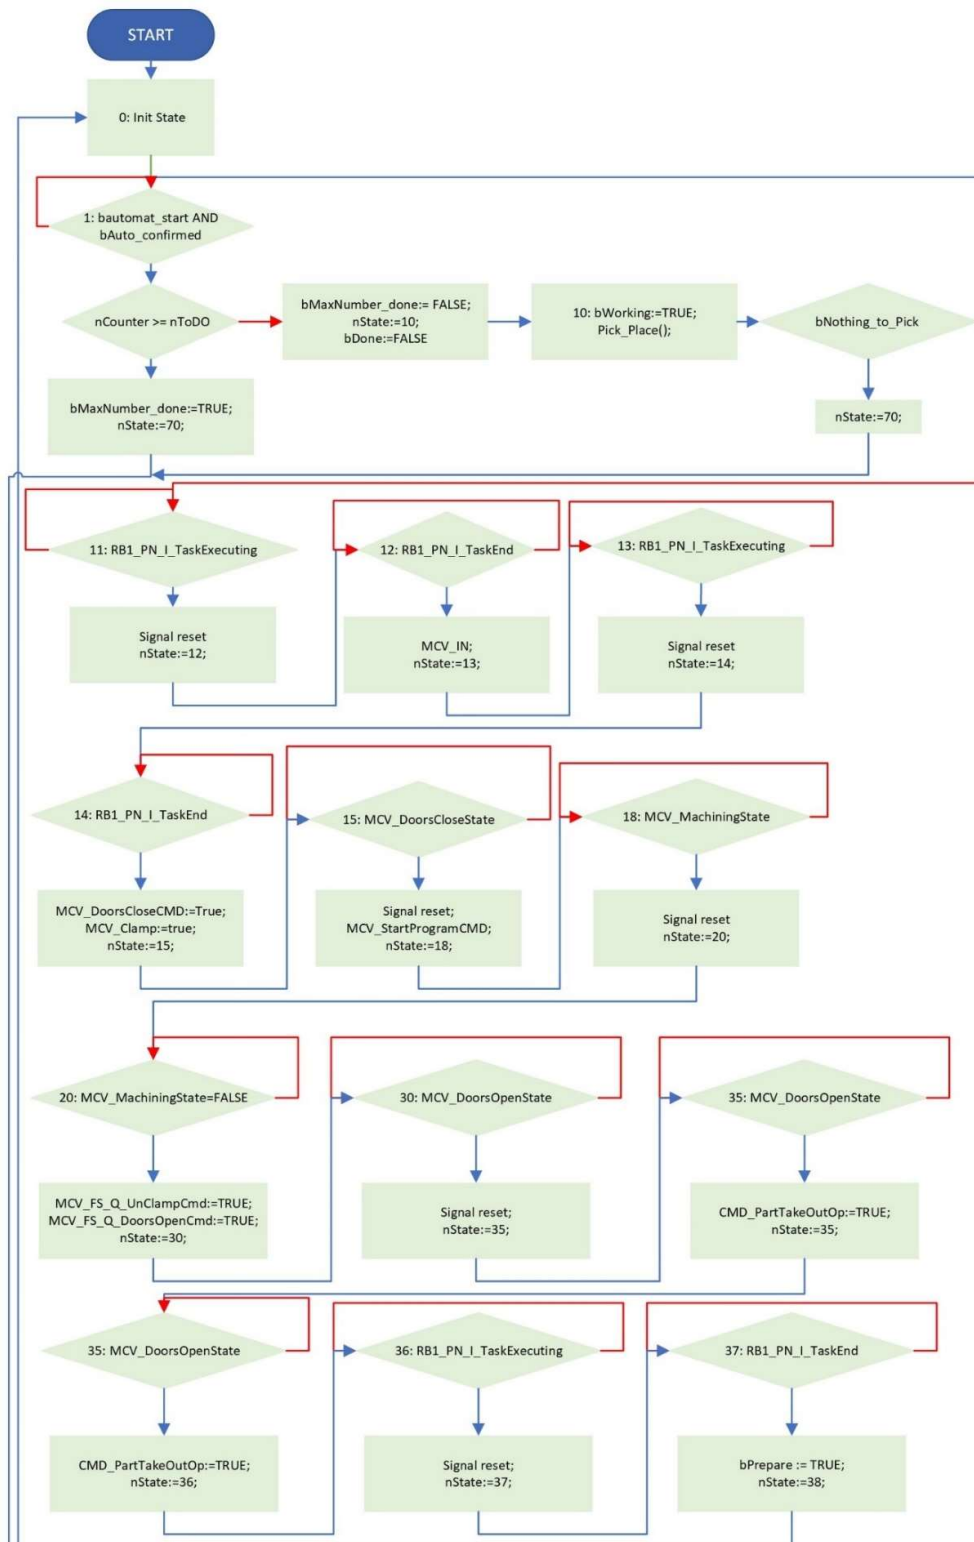 START
0: Init State
1: bautomat_start AND
bAuto_confirmed
nCounter >= nToDO
bMaxNumber_done:= FALSE;
nState:=10;
bDone:=FALSE
10: bWorking:=TRUE;
Pick_Place();
bNothing_to_Pick
bMaxNumber_done:=TRUE;
nState:=70;
nState:=70;
11: RB1_PN_I_TaskExecuting
12: RB1_PN_I_TaskEnd
13: RB1_PN_I_TaskExecuting
Signal reset
nState:=12;
MCV_IN;
nState:=13;
Signal reset
nState:=14;
14: RB1_PN_I_TaskEnd
15: MCV_DoorsCloseState
18: MCV_MachiningState
MCV_DoorsCloseCMD:=True;
MCV_Clamp:=true;
nState:=15;
Signal reset;
MCV_StartProgramCMD;
nState:=18;
Signal reset
nState:=20;
20: MCV_MachiningState=FALSE
30: MCV_DoorsOpenState
35: MCV_DoorsOpenState
MCV_FS_Q_UnClampCmd:=TRUE;
MCV_FS_Q_DoorsOpenCmd:=TRUE;
nState:=30;
Signal reset;
nState:=35;
CMD_PartTakeOutOp:=TRUE;
nState:=35;
35: MCV_DoorsOpenState
36: RB1_PN_I_TaskExecuting
37: RB1_PN_I_TaskEnd
CMD_PartTakeOutOp:=TRUE;
nState:=36;
Signal reset;
nState:=37;
bPrepare := TRUE;
nState:=38;